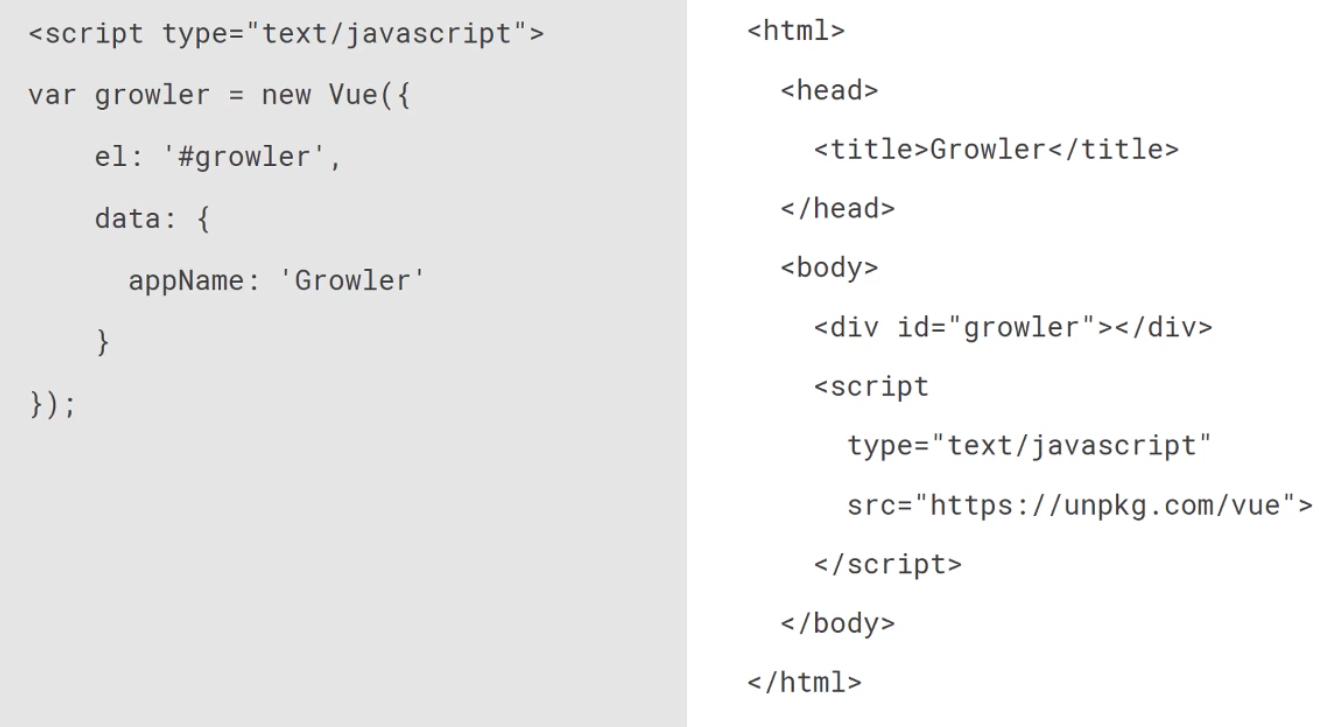 <script type="text/javascript">
var growler = new Vue({
    el: '#growler',
    data: {
      appName: 'Growler'
    }
});
<html>
  <head>
    <title>Growler</title>
  </head>
  <body>
    <div id="growler"></div>
    <script
      type="text/javascript"
      src="https://unpkg.com/vue">
    </script>
  </body>
</html>